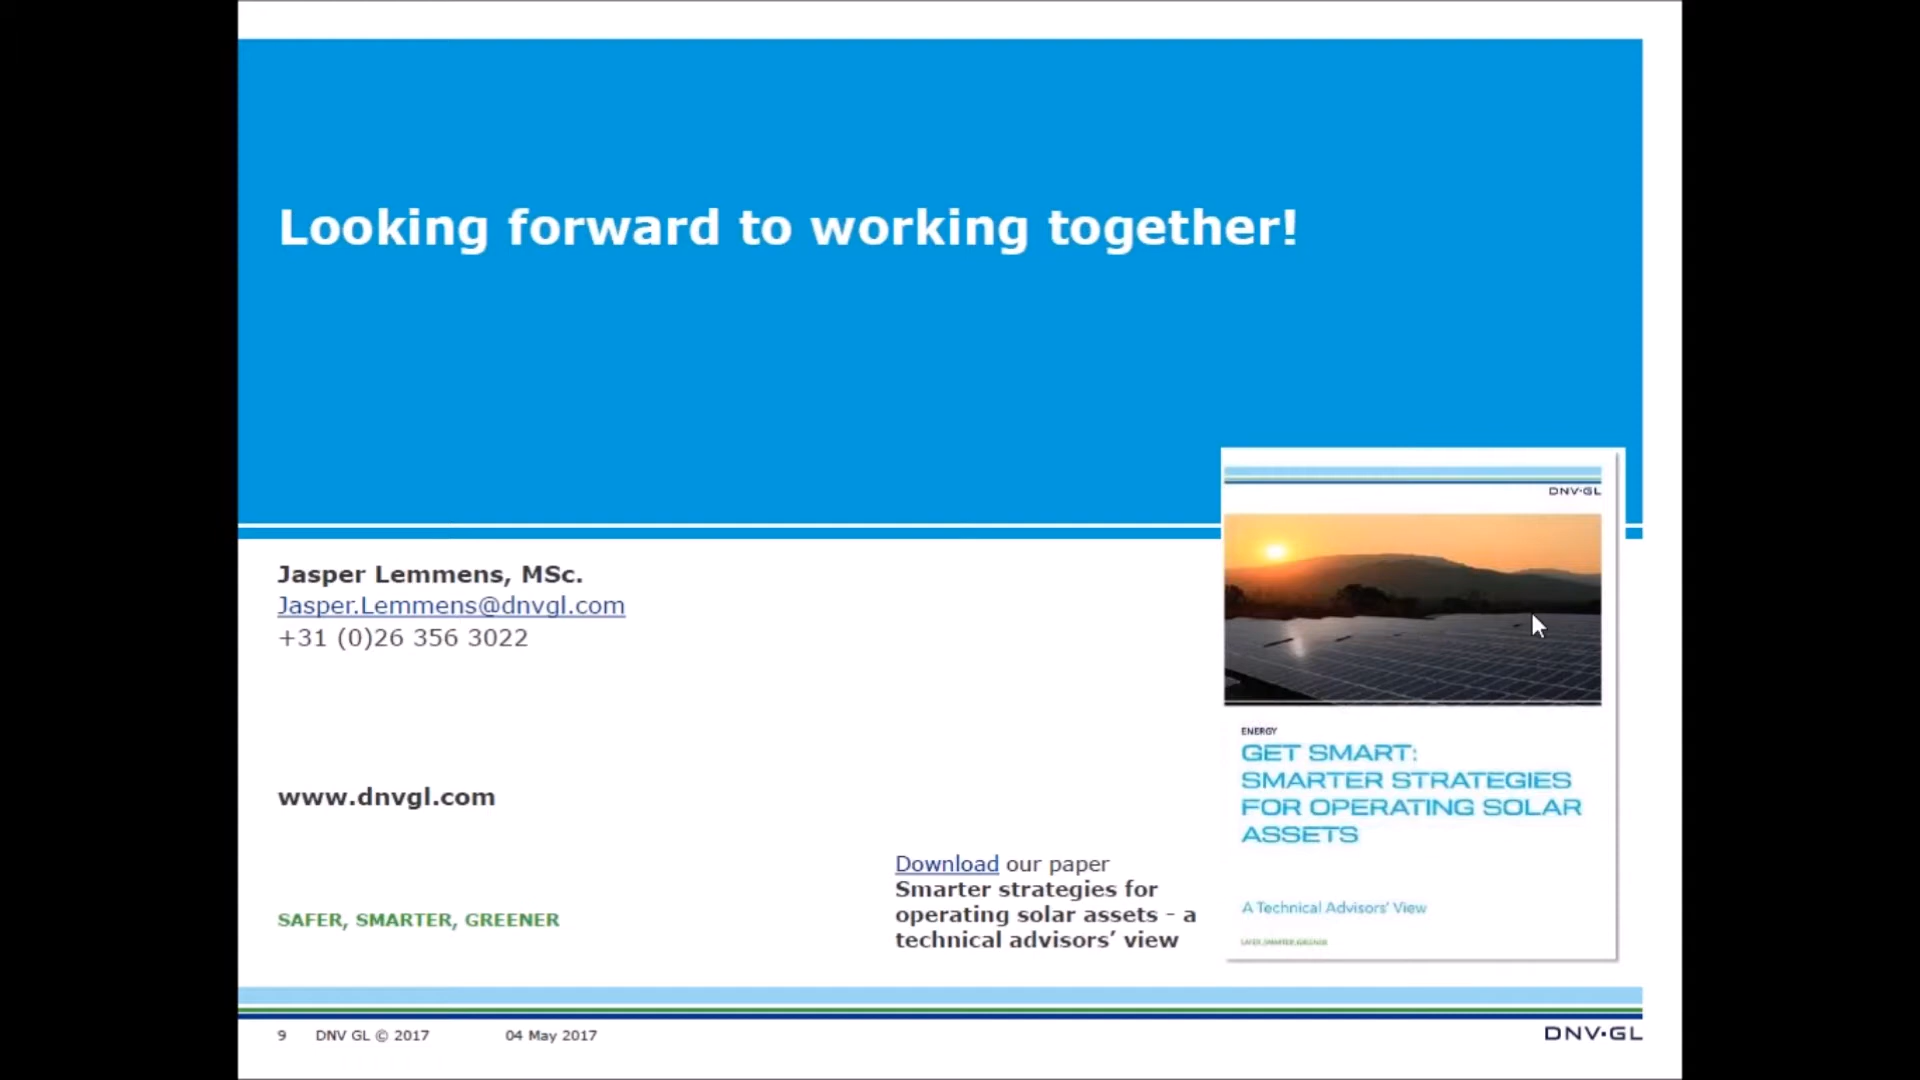 Looking forward to working together!
Jasper Lemmens, MSc.
Jasper.Lemmens@dnvgl.com
+31 (0)26 356 3022
www.dnvgl.com
SAFER, SMARTER, GREENER
Download our paper
Smarter strategies for
operating solar assets - a
technical advisors’ view
DNV·GL
ENERGY
GET SMART:
SMARTER STRATEGIES
FOR OPERATING SOLAR
ASSETS
A Technical Advisors’ View
SAFER, SMARTER, GREENER
9 DNV GL © 2017 04 May 2017
DNV·GL